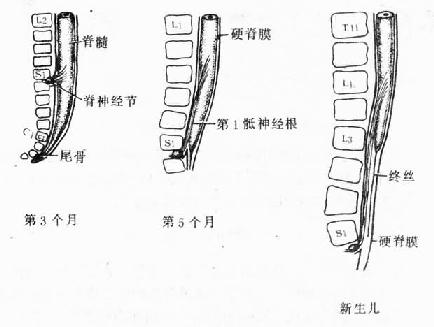 L2
脊髓
S1
脊神经节
尾骨
第3个月
L1
硬脊膜
第1骶神经根
S1
第5个月
T11
L1
L3
终丝
S1
硬脊膜
新生儿